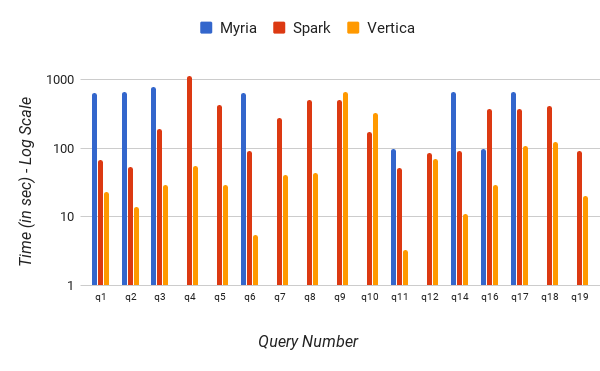 Myria Spark Vertica
1000
100
10
1
Time (in sec) - Log Scale
q1 q2 q3 q4 q5 q6 q7 q8 q9 q10 q11 q12 q14 q16 q17 q18 q19
Query Number